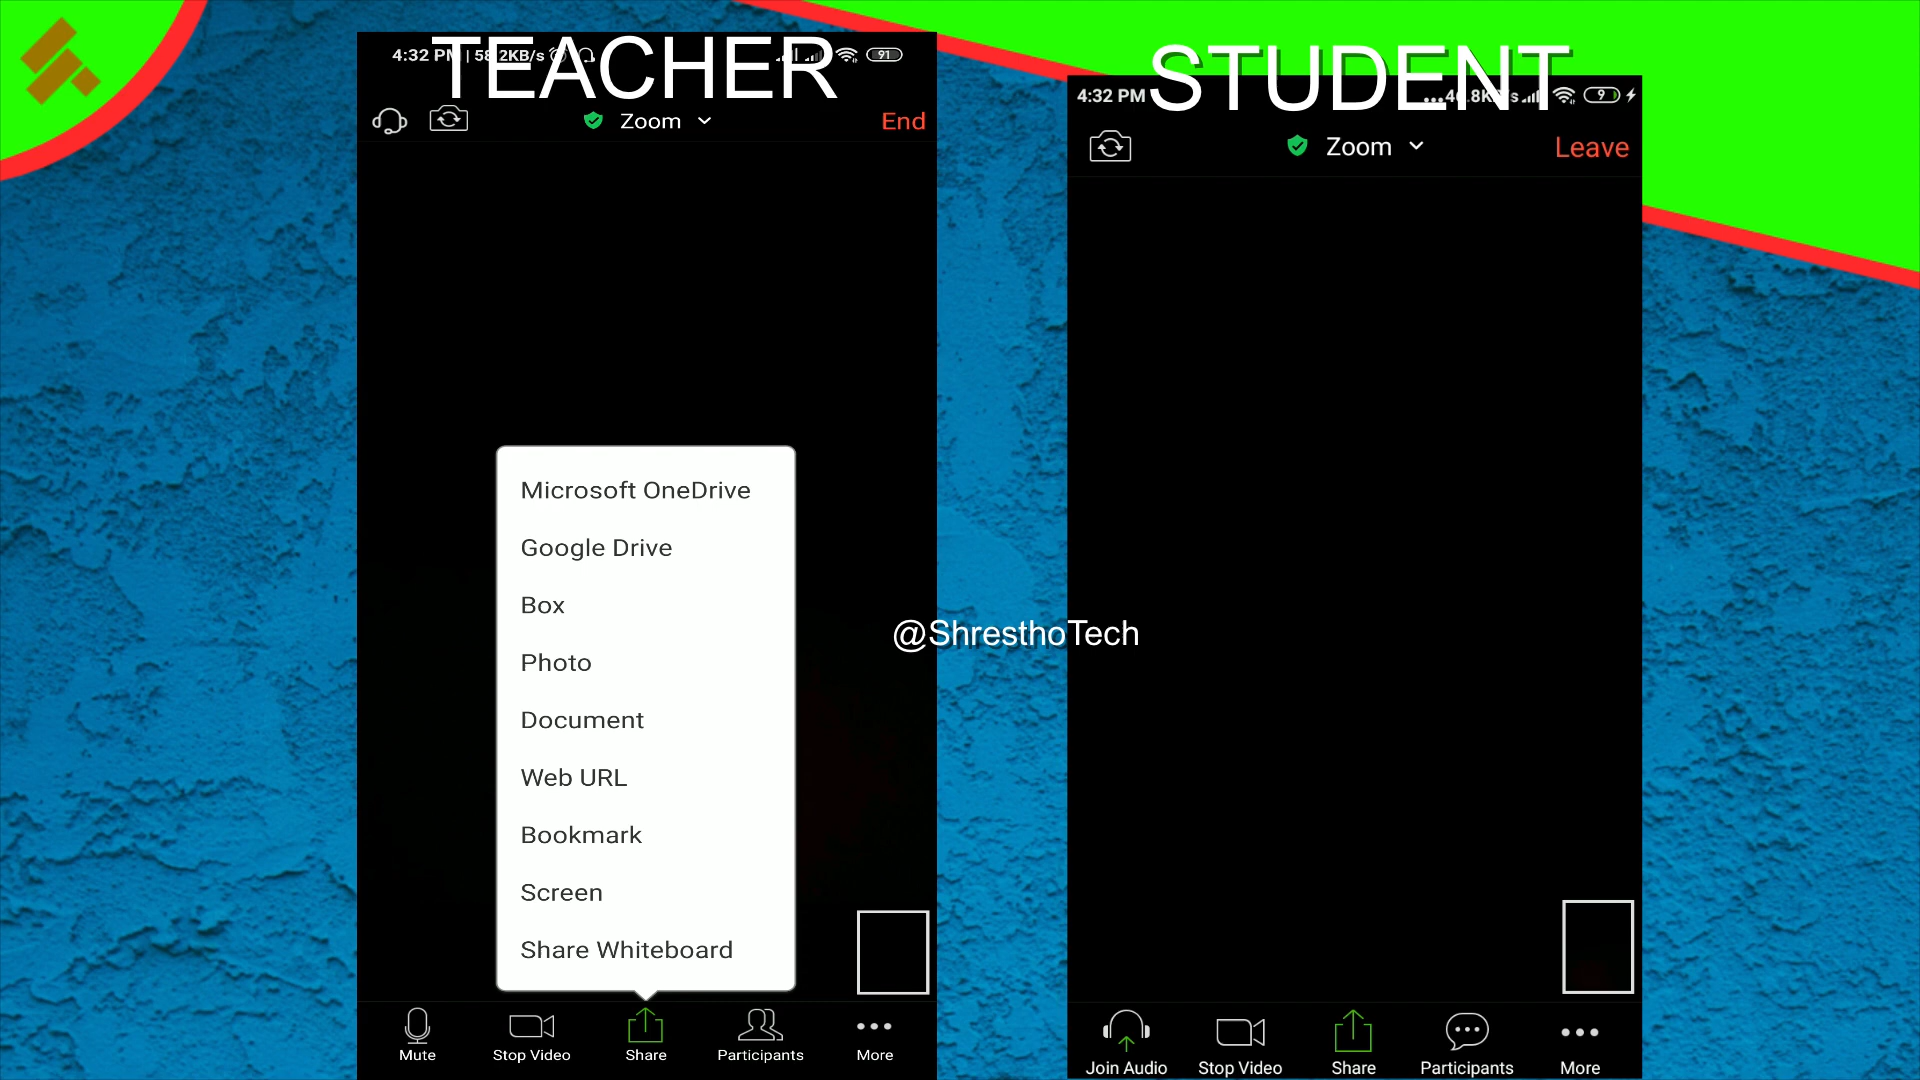 TEACHER
4:32 PM | 58.2KB/s
91
Zoom
End
Microsoft OneDrive
Google Drive
Box
Photo
Document
Web URL
Bookmark
Screen
Share Whiteboard
Mute
Stop Video
Share
Participants
More
@ShresthoTech
STUDENT
4:32 PM
9
Zoom
Leave
Join Audio
Stop Video
Share
Participants
More